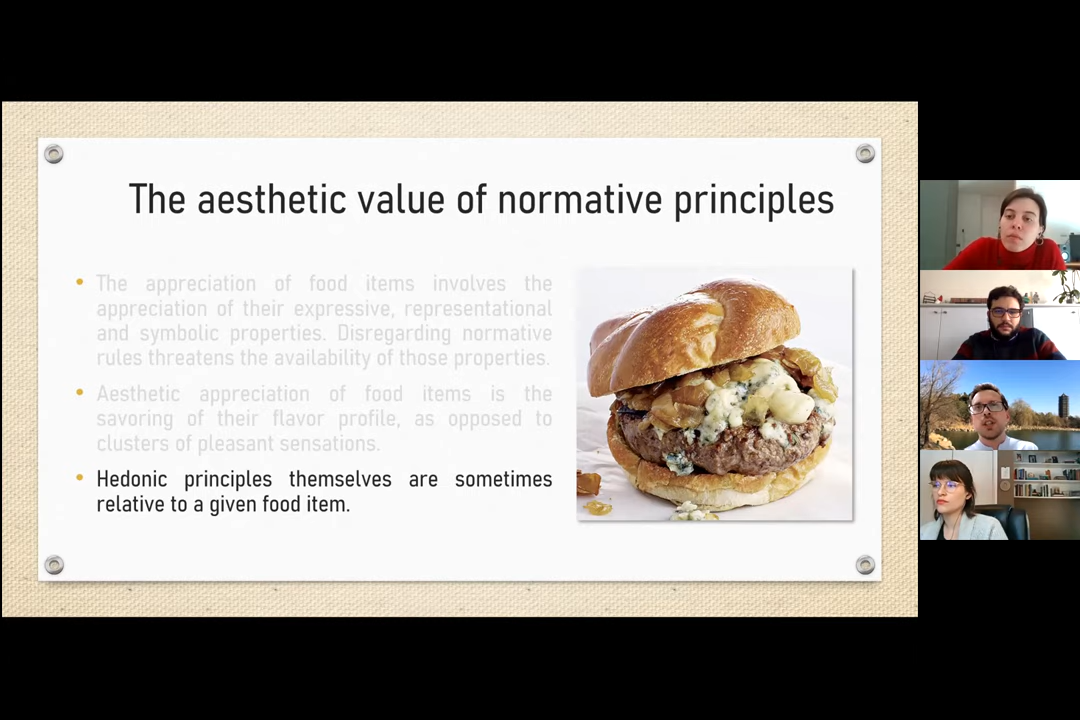 The aesthetic value of normative principles
The appreciation of food items involves the
appreciation of their expressive, representational
and symbolic properties. Disregarding normative
rules threatens the availability of those properties.
Aesthetic appreciation of food items is the
savoring of their flavor profile, as opposed to
clusters of pleasant sensations.
Hedonic principles themselves are sometimes
relative to a given food item.